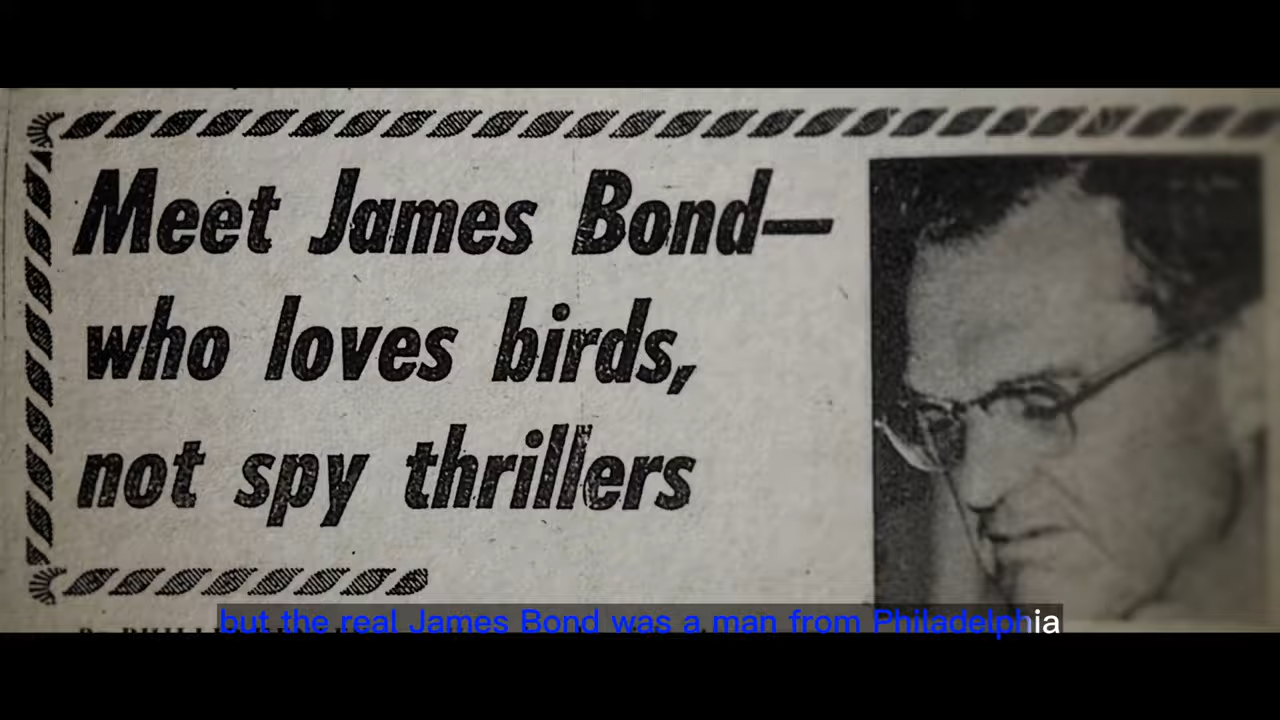 Meet James Bond—
who loves birds,
not spy thrillers
but the real James Bond was a man from Philadelphia